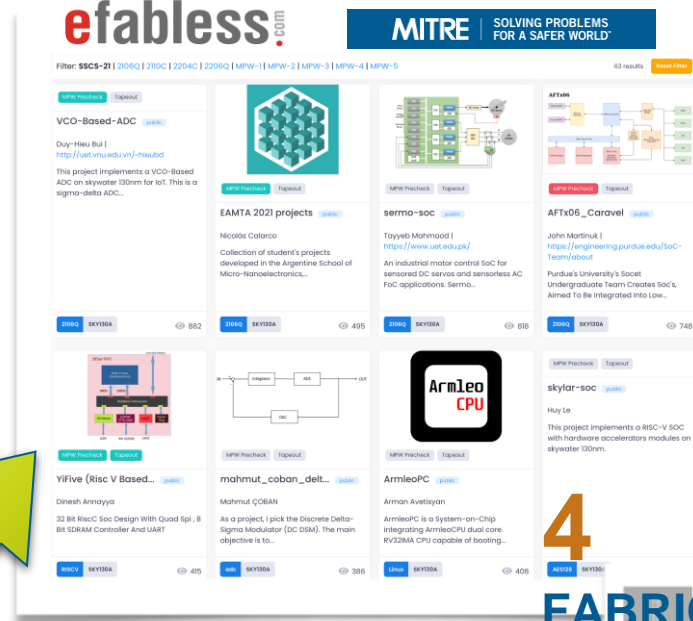 efabless.com
MITRE | SOLVING PROBLEMS
FOR A SAFER WORLD
Filter: SSCS-21 | 2106Q | 2110C | 2204C | 2206Q | MPW-1 | MPW-2 | MPW-3 | MPW-4 | MPW-5
63 results
Reset Filter
MPW Precheck
Tapeout
VCO-Based-ADC public
Duy-Hieu Bui |
http://uet.vnu.edu.vn/~hieubd
This project implements a VCO-Based
ADC on skywater 130nm for IoT. This is a
sigma-delta ADC...
2106Q SKY130A 862
MPW Precheck
Tapeout
EAMTA 2021 projects public
Nicolás Calarco
Collection of student's projects
developed in the Argentine School of
Micro-Nanoelectronics,...
2106Q SKY130A 495
MPW Precheck
Tapeout
sermo-soc public
Tayyeb Mahmood |
https://www.uet.edu.pk/
An industrial motor control SoC for
sensored DC servos and sensorless AC
FoC applications. Sermo...
2106Q SKY130A 818
AFTx06
MPW Precheck
Tapeout
AFTx06_Caravel public
John Martinuk |
https://engineering.purdue.edu/SoC-
Team/about
Purdue's University's Socet
Undergraduate Team Creates Soc's,
Aimed To Be Integrated Into Low...
2106Q SKY130A 748
MPW Precheck
Tapeout
YiFive (Risc V Based... public
Dinesh Annayya
32 Bit RiscC Soc Design With Quad Spi , 8
Bit SDRAM Controller And UART
RISCV SKY130A 415
IN
Integrator
ADC
OUT
DAC
MPW Precheck
Tapeout
mahmut_coban_delt... public
Mahmut ÇOBAN
As a project, I pick the Discrete Delta-
Sigma Modulator (DC DSM). The main
objective is to...
adc SKY130A 386
Armleo
CPU
MPW Precheck
Tapeout
ArmleoPC public
Arman Avetisyan
ArmleoPC is a System-on-Chip
integrating ArmleoCPU dual core
RV32IMA CPU capable of booting...
Linux SKY130A 408
MPW Precheck
Tapeout
skylar-soc public
Huy Le
This project implements a RISC-V SOC
with hardware accelerators modules on
skywater 130nm.
AES128 SKY130
4
FABRIC